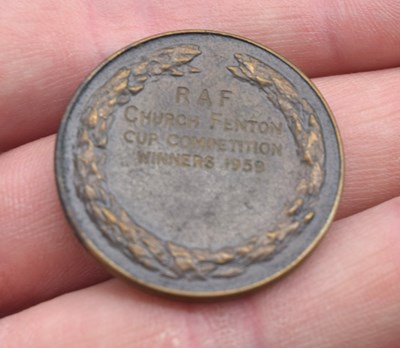 RAF
CHURCH FENTON
CUP COMPETITION
WINNERS 1959